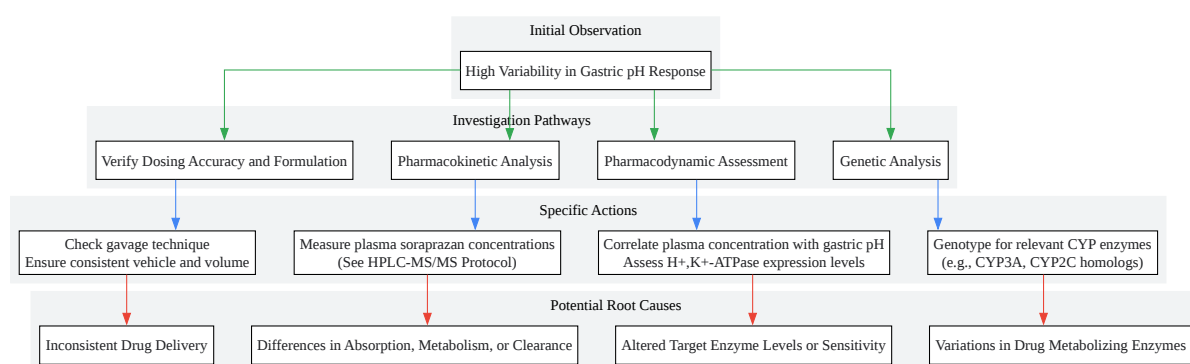 Initial Observation
High Variability in Gastric pH Response
Investigation Pathways
Verify Dosing Accuracy and Formulation
Pharmacokinetic Analysis
Pharmacodynamic Assessment
Genetic Analysis
Specific Actions
Check gavage technique
Ensure consistent vehicle and volume
Measure plasma soraprazan concentrations
(See HPLC-MS/MS Protocol)
Correlate plasma concentration with gastric pH
Assess H+,K+-ATPase expression levels
Genotype for relevant CYP enzymes
(e.g., CYP3A, CYP2C homologs)
Potential Root Causes
Inconsistent Drug Delivery
Differences in Absorption, Metabolism, or Clearance
Altered Target Enzyme Levels or Sensitivity
Variations in Drug Metabolizing Enzymes